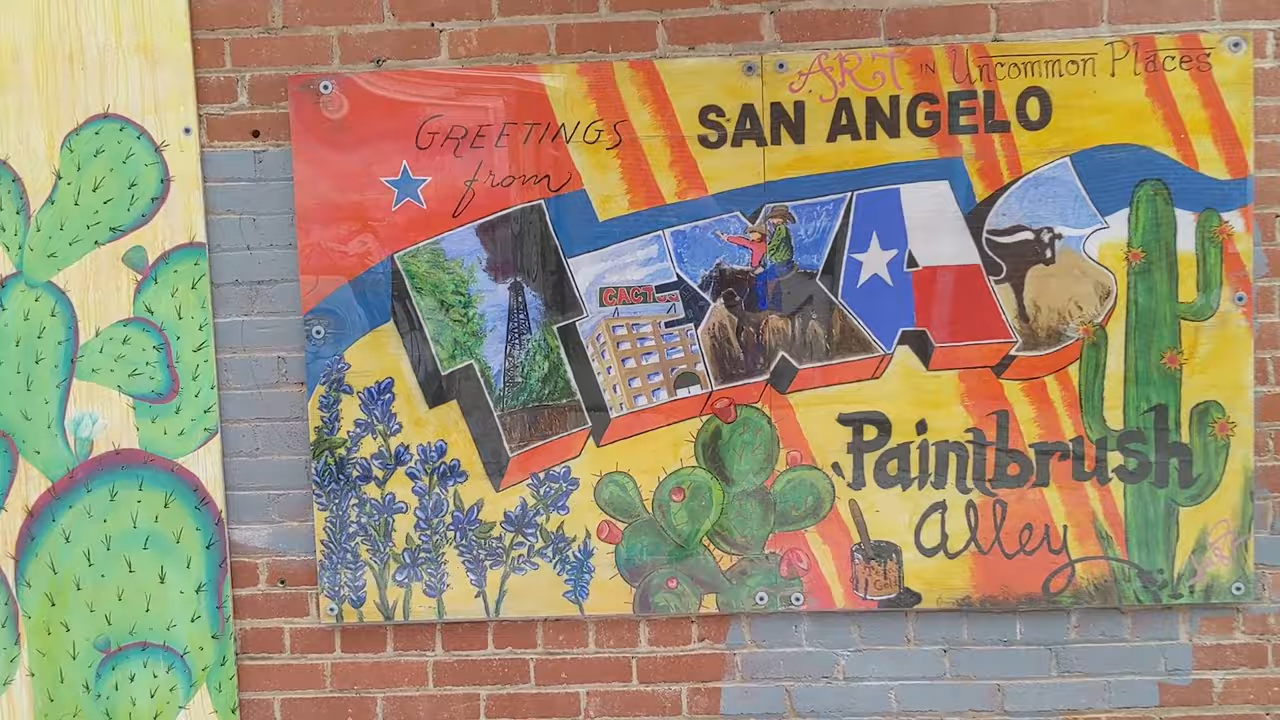 ART IN Uncommon Places
SAN ANGELO
GREETINGS
from
TEXAS
CACTUS
Paintbrush
Alley